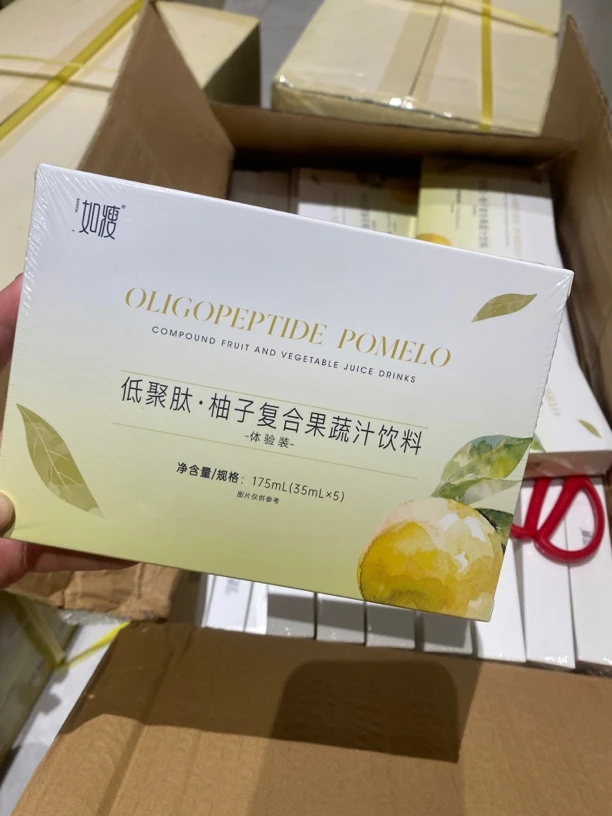 如瘦®
OLIGOPEPTIDE POMELO
COMPOUND FRUIT AND VEGETABLE JUICE DRINKS
低聚肽·柚子复合果蔬汁饮料
-体验装-
净含量/规格：175mL(35mL×5)
图片仅供参考